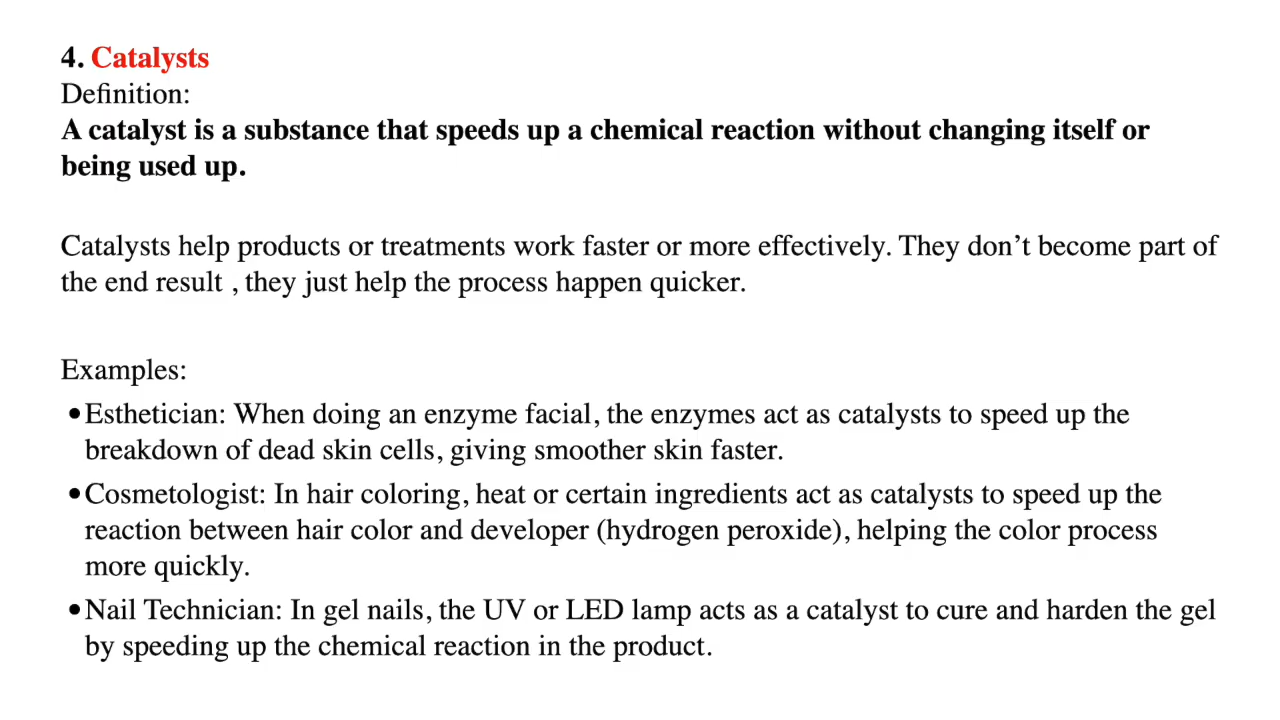 4. Catalysts
Definition:
A catalyst is a substance that speeds up a chemical reaction without changing itself or
being used up.
Catalysts help products or treatments work faster or more effectively. They don’t become part of
the end result , they just help the process happen quicker.
Examples:
•Esthetician: When doing an enzyme facial, the enzymes act as catalysts to speed up the
breakdown of dead skin cells, giving smoother skin faster.
•Cosmetologist: In hair coloring, heat or certain ingredients act as catalysts to speed up the
reaction between hair color and developer (hydrogen peroxide), helping the color process
more quickly.
•Nail Technician: In gel nails, the UV or LED lamp acts as a catalyst to cure and harden the gel
by speeding up the chemical reaction in the product.